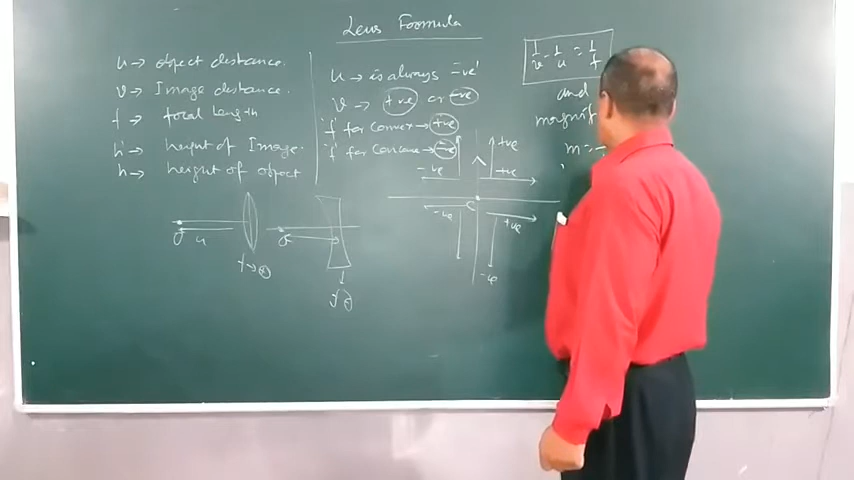 Lens Formula
u → object distance.
v → Image distance.
f → focal length
h' → height of Image.
h → height of object
u → is always -ve'
v → +ve or -ve
'f' for Convex → +ve
'f' for Concave → -ve
1/v - 1/u = 1/f
and
magnif
m = -
+ve
-ve
+ve
-ve
+ve
-ve
O
u
f → +
O